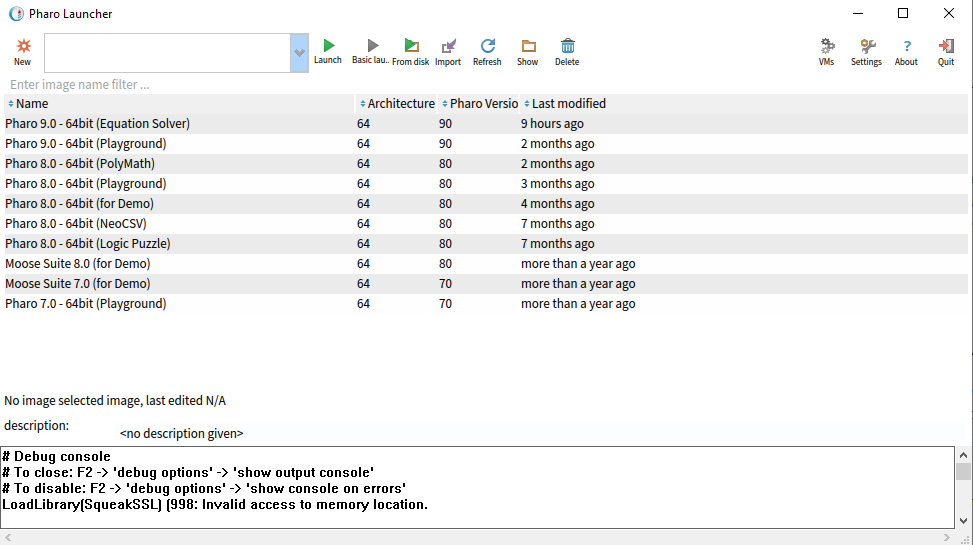 Pharo Launcher
New Launch Basic lau.. From disk Import Refresh Show Delete VMs Settings About Quit
Enter image name filter ...
Name Architecture Pharo Versio Last modified
Pharo 9.0 - 64bit (Equation Solver) 64 90 9 hours ago
Pharo 9.0 - 64bit (Playground) 64 90 2 months ago
Pharo 8.0 - 64bit (PolyMath) 64 80 2 months ago
Pharo 8.0 - 64bit (Playground) 64 80 3 months ago
Pharo 8.0 - 64bit (for Demo) 64 80 4 months ago
Pharo 8.0 - 64bit (NeoCSV) 64 80 7 months ago
Pharo 8.0 - 64bit (Logic Puzzle) 64 80 7 months ago
Moose Suite 8.0 (for Demo) 64 80 more than a year ago
Moose Suite 7.0 (for Demo) 64 70 more than a year ago
Pharo 7.0 - 64bit (Playground) 64 70 more than a year ago
No image selected image, last edited N/A
description:
<no description given>
# Debug console
# To close: F2 -> 'debug options' -> 'show output console'
# To disable: F2 -> 'debug options' -> 'show console on errors'
LoadLibrary(SqueakSSL) (998: Invalid access to memory location.